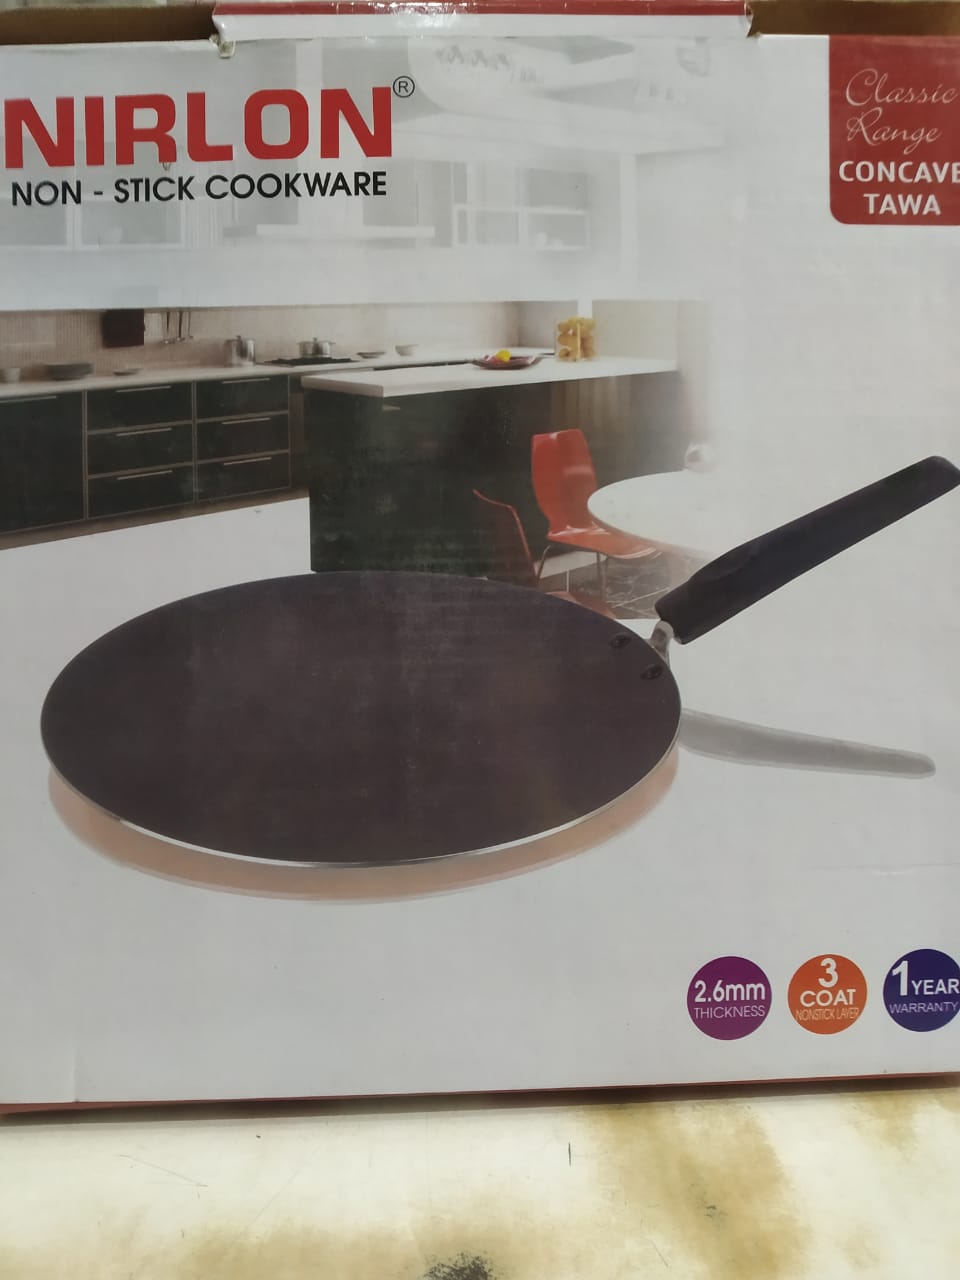 NIRLON®
NON - STICK COOKWARE
Classic
Range
CONCAVE
TAWA
2.6mm
THICKNESS
3
COAT
NONSTICK LAYER
1 YEAR
WARRANTY